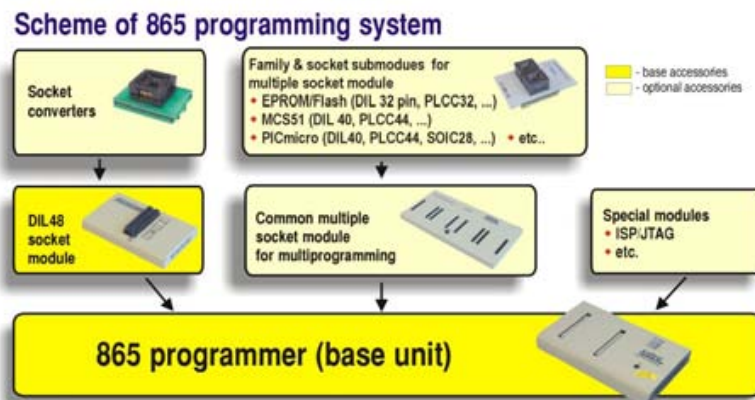 Scheme of 865 programming system
Socket
converters
Family & socket submodues for
multiple socket module
• EPROM/Flash (DIL 32 pin, PLCC32, ...)
• MCS51 (DIL 40, PLCC44, ...)
• PICmicro (DIL40, PLCC44, SOIC28, ...) • etc..
- base accessories
- optional accessories
DIL48
socket
module
Common multiple
socket module
for multiprogramming
Special modules
• ISP/JTAG
• etc.
865 programmer (base unit)